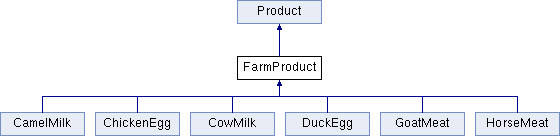 Product
FarmProduct
CamelMilk ChickenEgg CowMilk DuckEgg GoatMeat HorseMeat